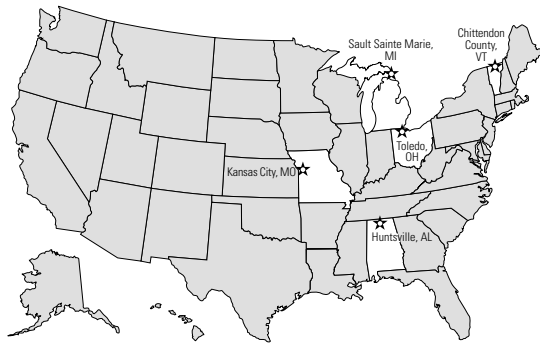 Sault Sainte Marie,
MI
Chittendon
County,
VT
Toledo,
OH
Kansas City, MO
Huntsville, AL